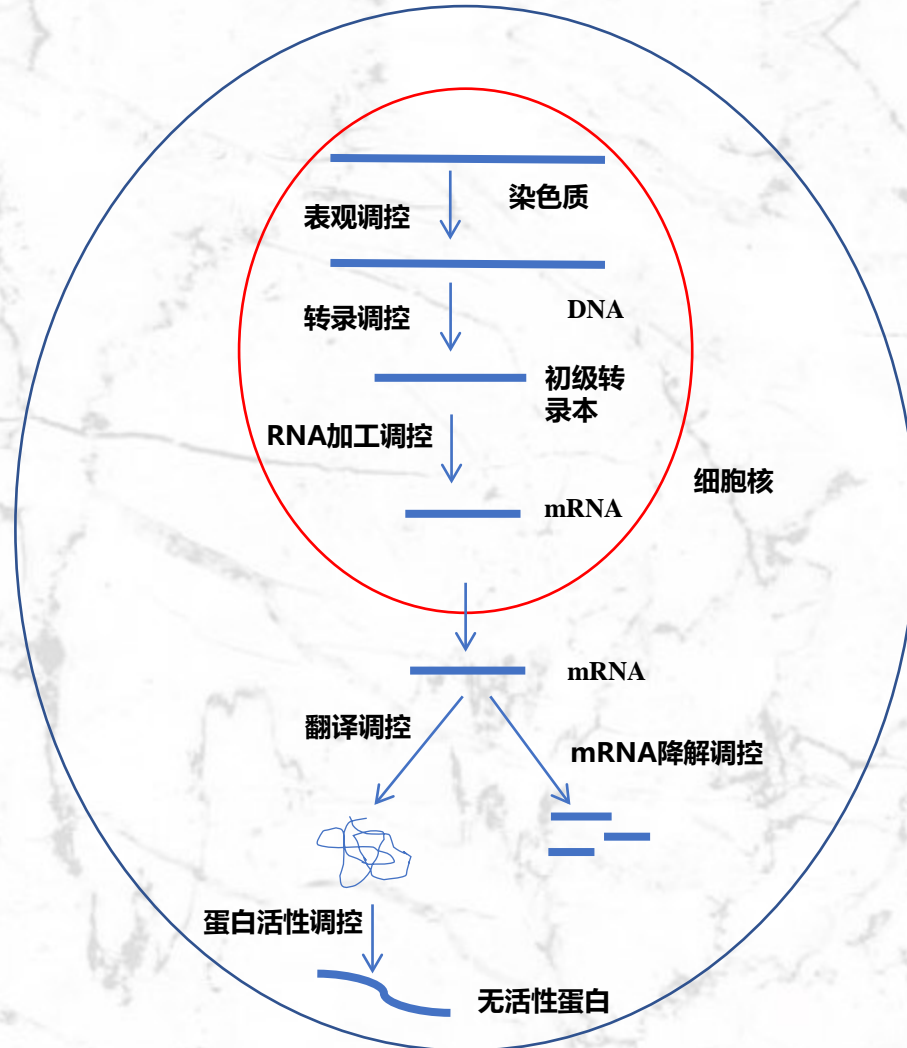 染色质
表观调控
DNA
转录调控
初级转
录本
RNA加工调控
细胞核
mRNA
mRNA
翻译调控
mRNA降解调控
蛋白活性调控
无活性蛋白